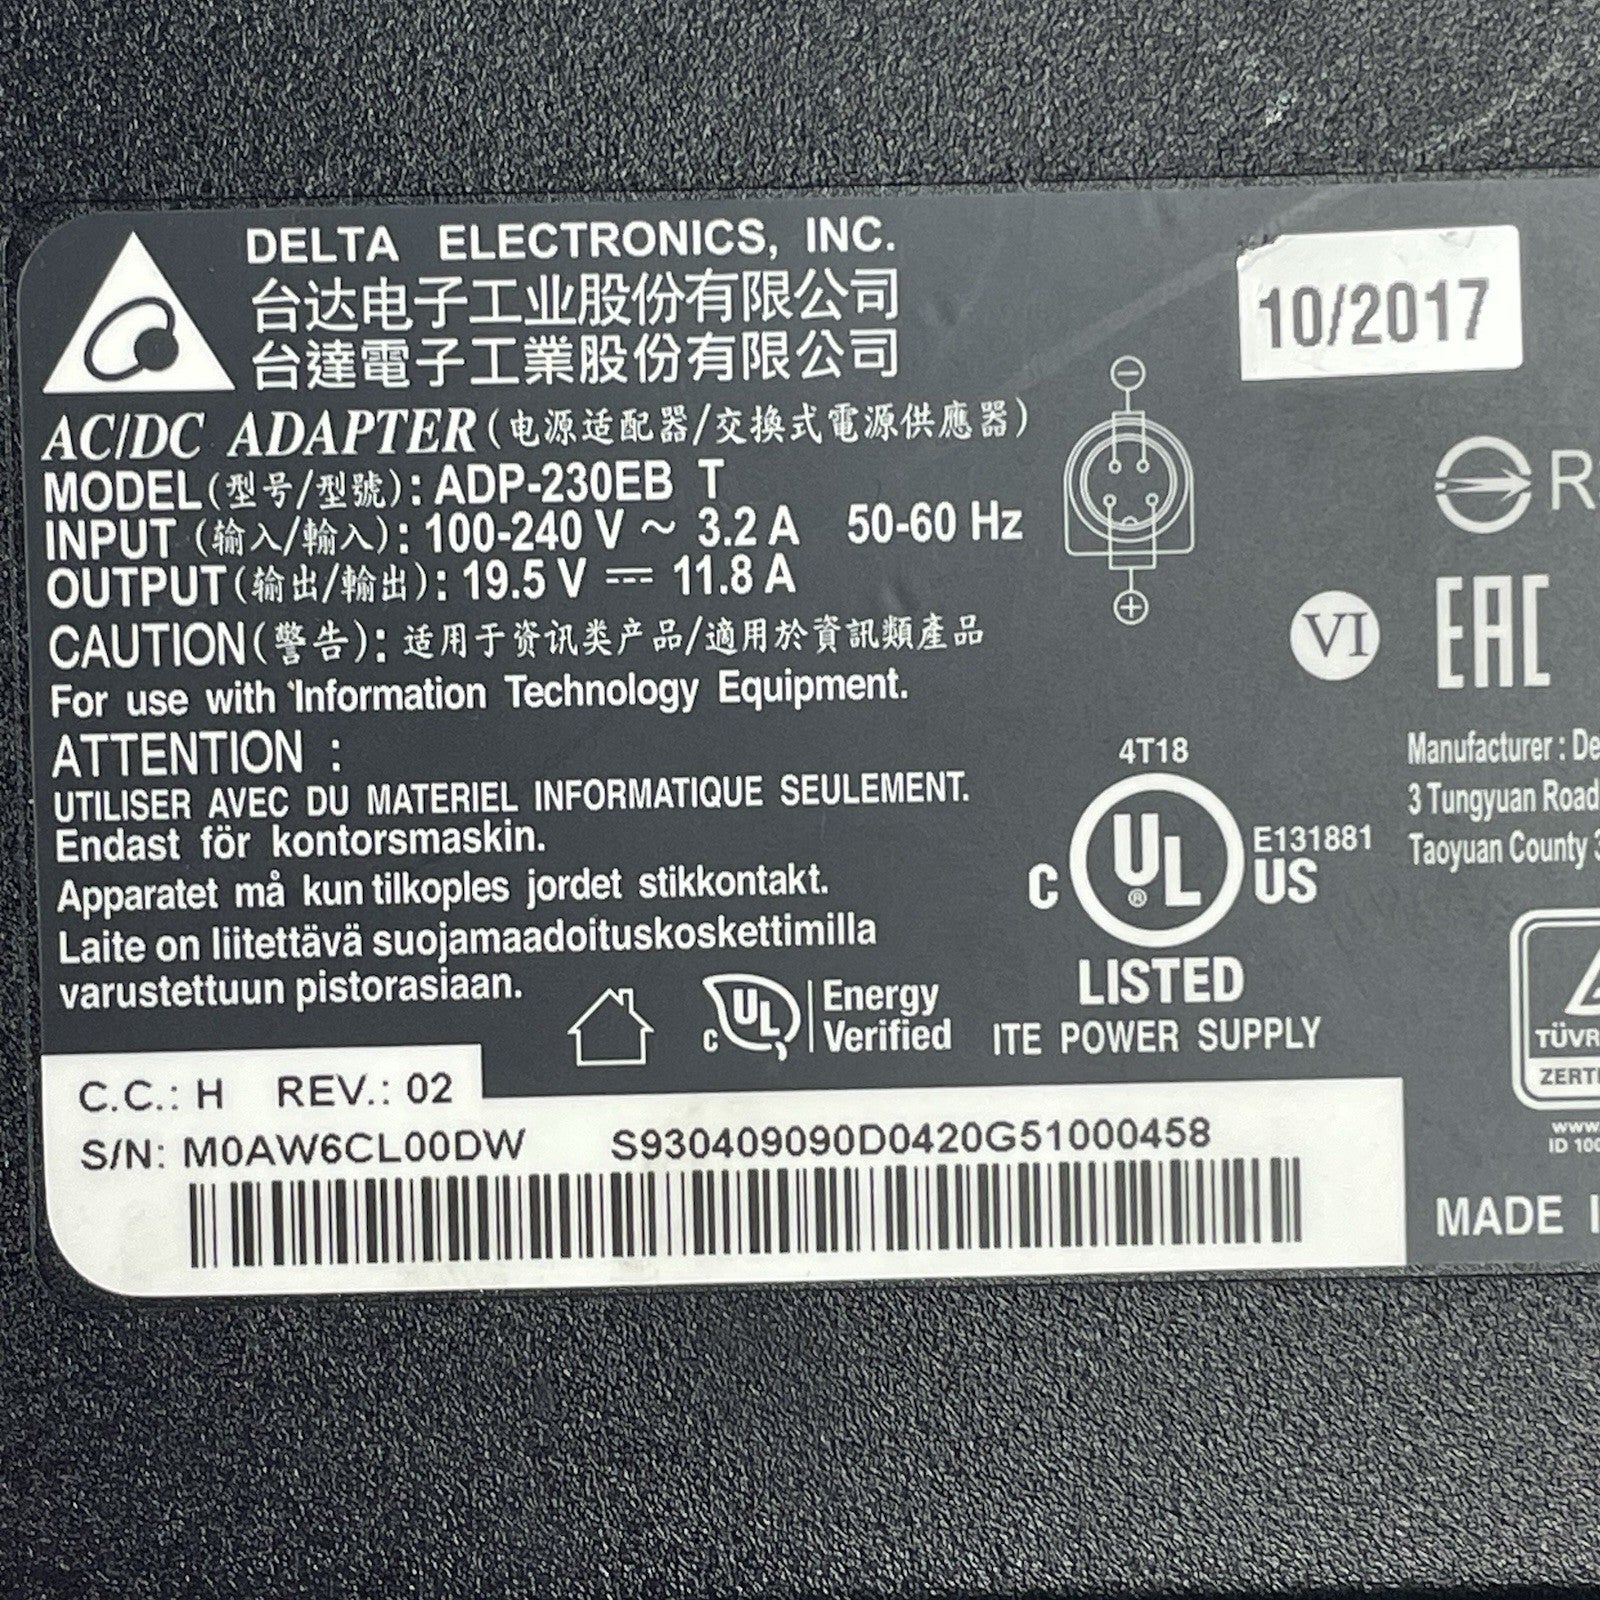 DELTA ELECTRONICS, INC.
台达电子工业股份有限公司
台達電子工業股份有限公司
10/2017
AC/DC ADAPTER (电源适配器/交換式電源供應器)
MODEL(型号/型號): ADP-230EB T
INPUT (输入/輸入): 100-240 V ~ 3.2 A 50-60 Hz
OUTPUT(输出/輸出): 19.5 V ⎓ 11.8 A
CAUTION(警告): 适用于资讯类产品/適用於資訊類產品
For use with Information Technology Equipment.
ATTENTION :
UTILISER AVEC DU MATERIEL INFORMATIQUE SEULEMENT.
Endast för kontorsmaskin.
Apparatet må kun tilkoples jordet stikkontakt.
Laite on liitettävä suojamaadoituskoskettimilla
varustettuun pistorasiaan.
C UL Energy
Verified
VI
EAC
4T18
C UL ® US E131881
LISTED
ITE POWER SUPPLY
Manufacturer :
3 Tungyuan Road
Taoyuan County
ID
MADE
C.C.: H REV.: 02
S/N: M0AW6CL00DW S930409090D0420G51000458